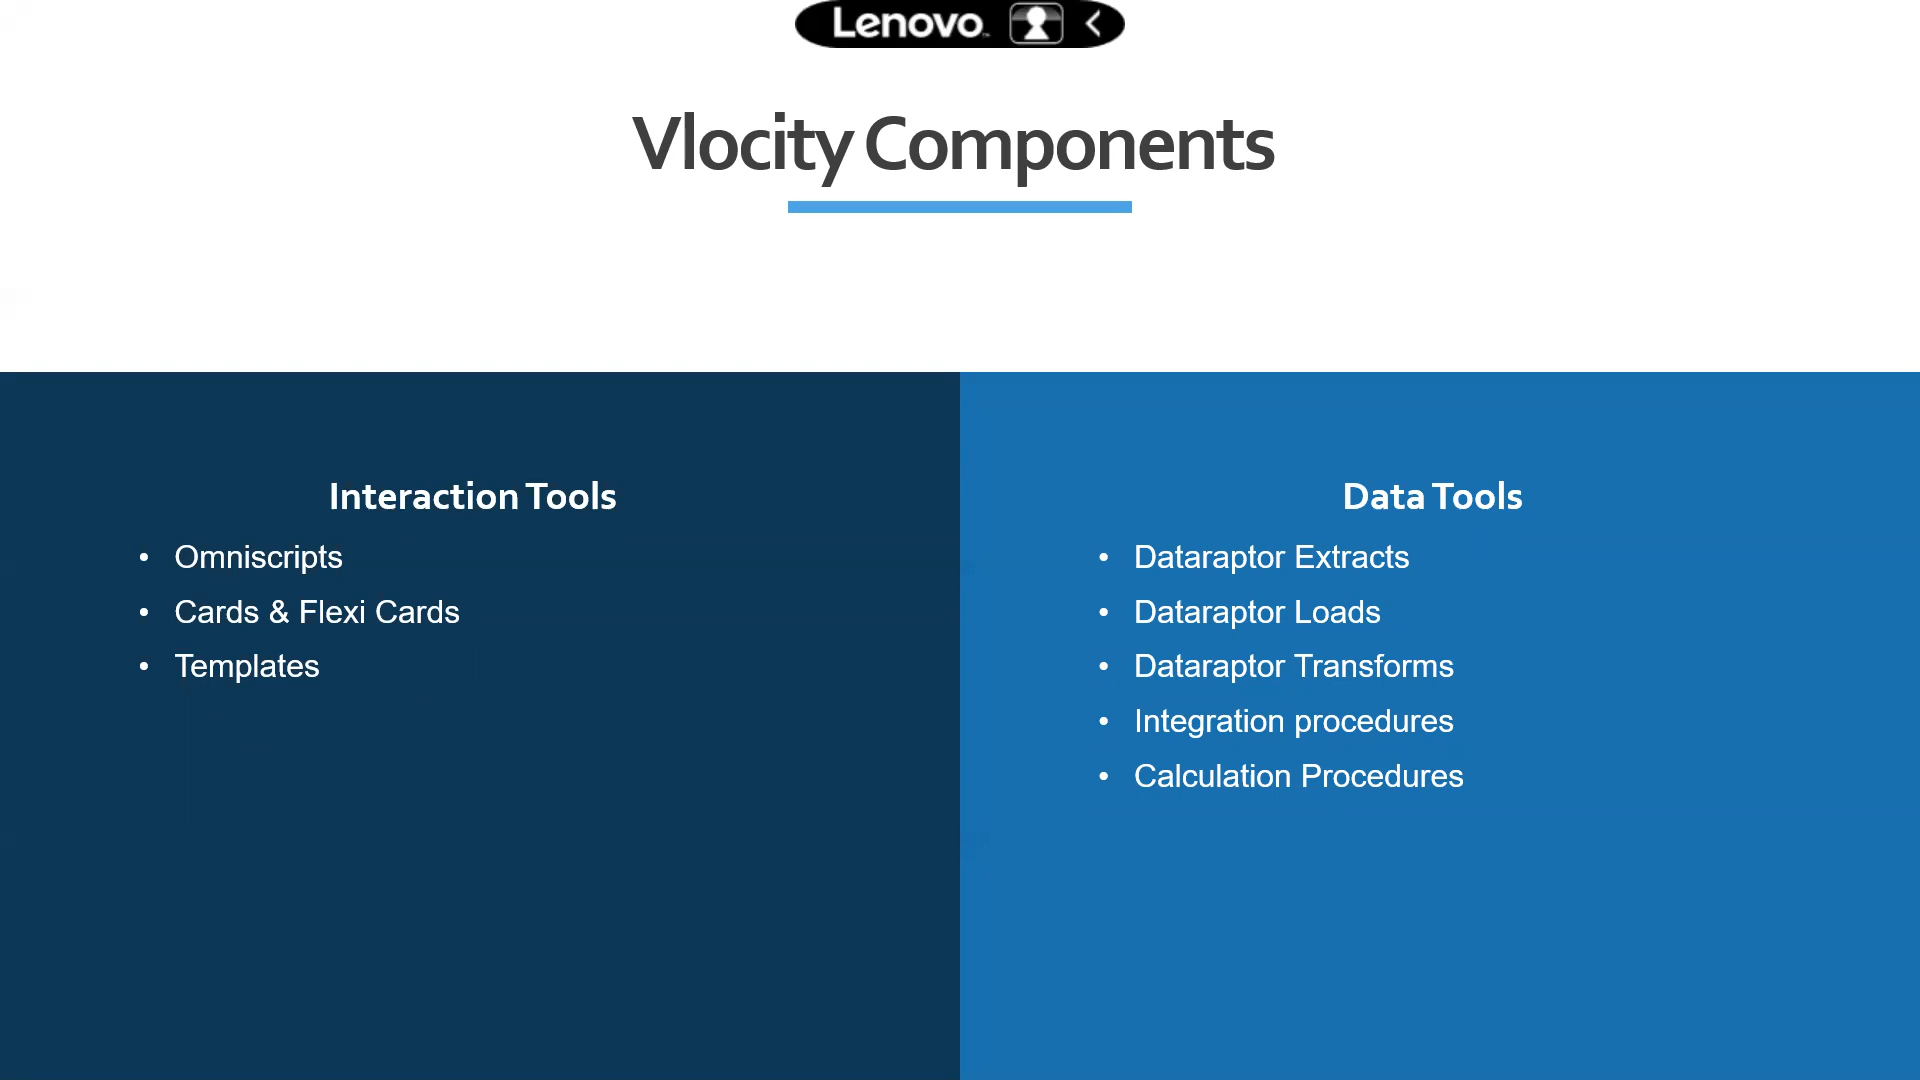 Lenovo™
Vlocity Components
Interaction Tools
• Omniscripts
• Cards & Flexi Cards
• Templates
Data Tools
• Dataraptor Extracts
• Dataraptor Loads
• Dataraptor Transforms
• Integration procedures
• Calculation Procedures